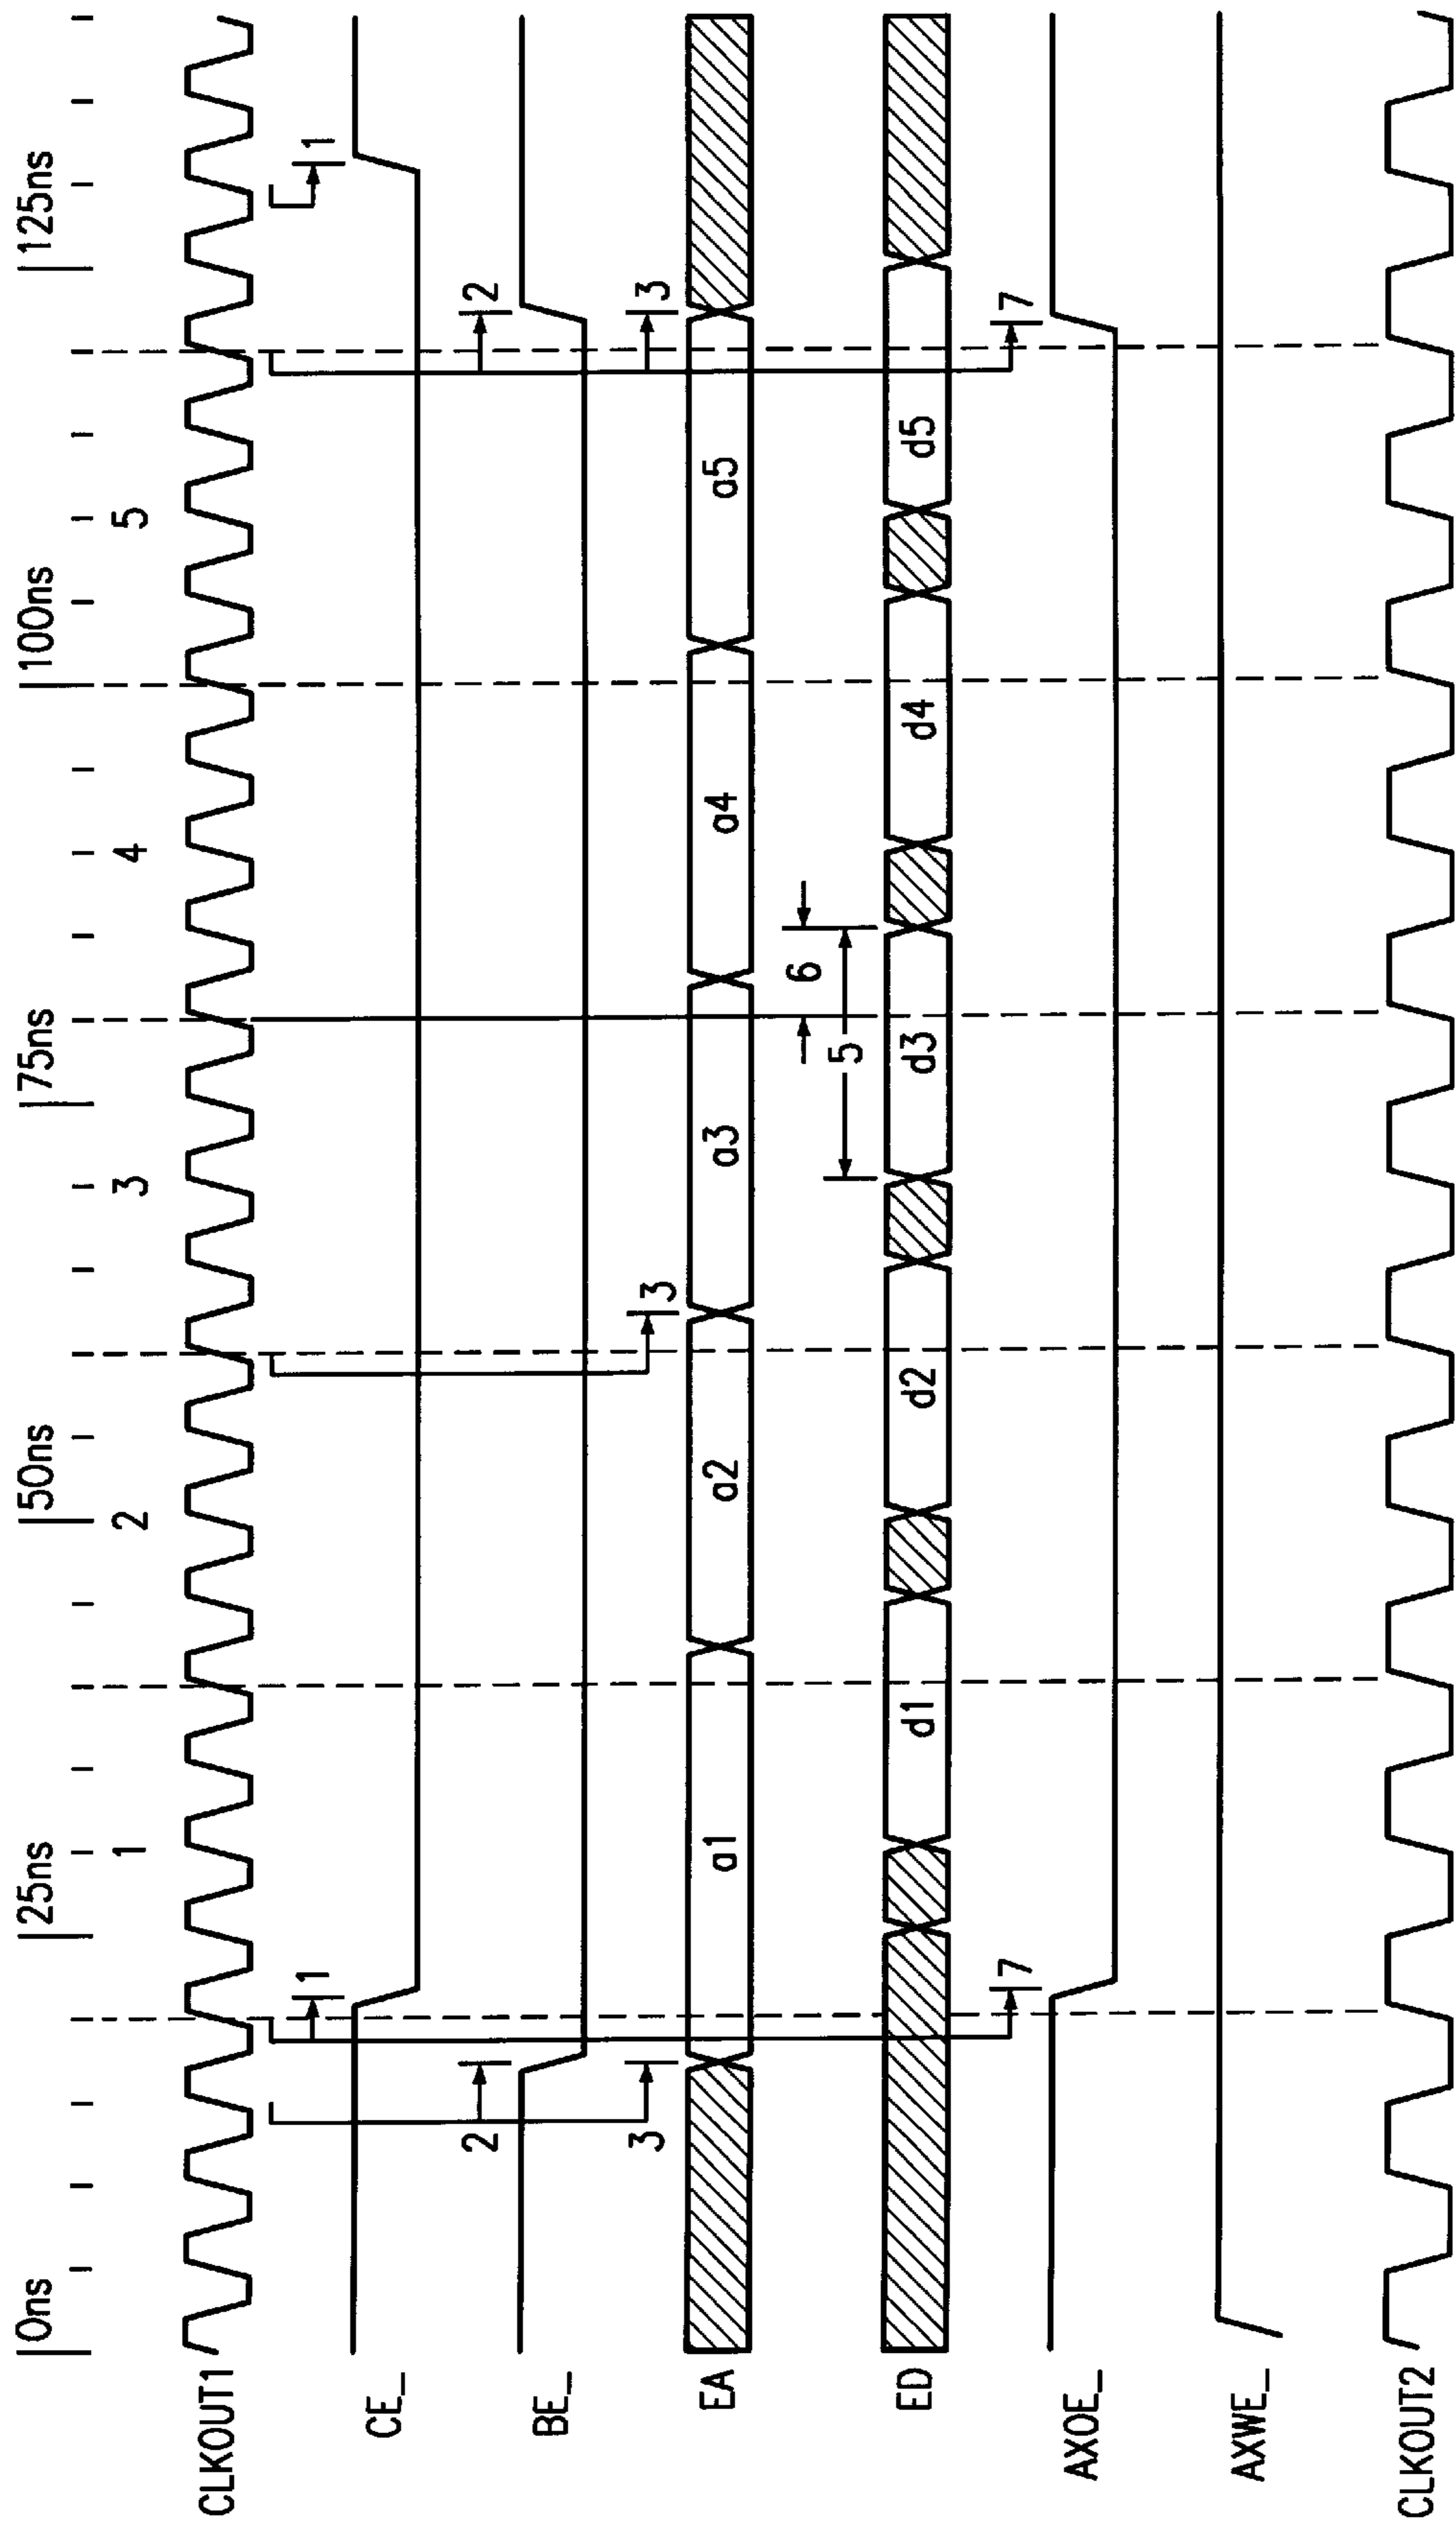 0ns 25ns 50ns 75ns 100ns 125ns
1 2 3 4 5
CLKOUT1
1 1
CE_
2 2
BE_
3 3 3
EA a1 a2 a3 a4 a5
6
5
ED d1 d2 d3 d4 d5
7 7
AXOE_
AXWE_
CLKOUT2